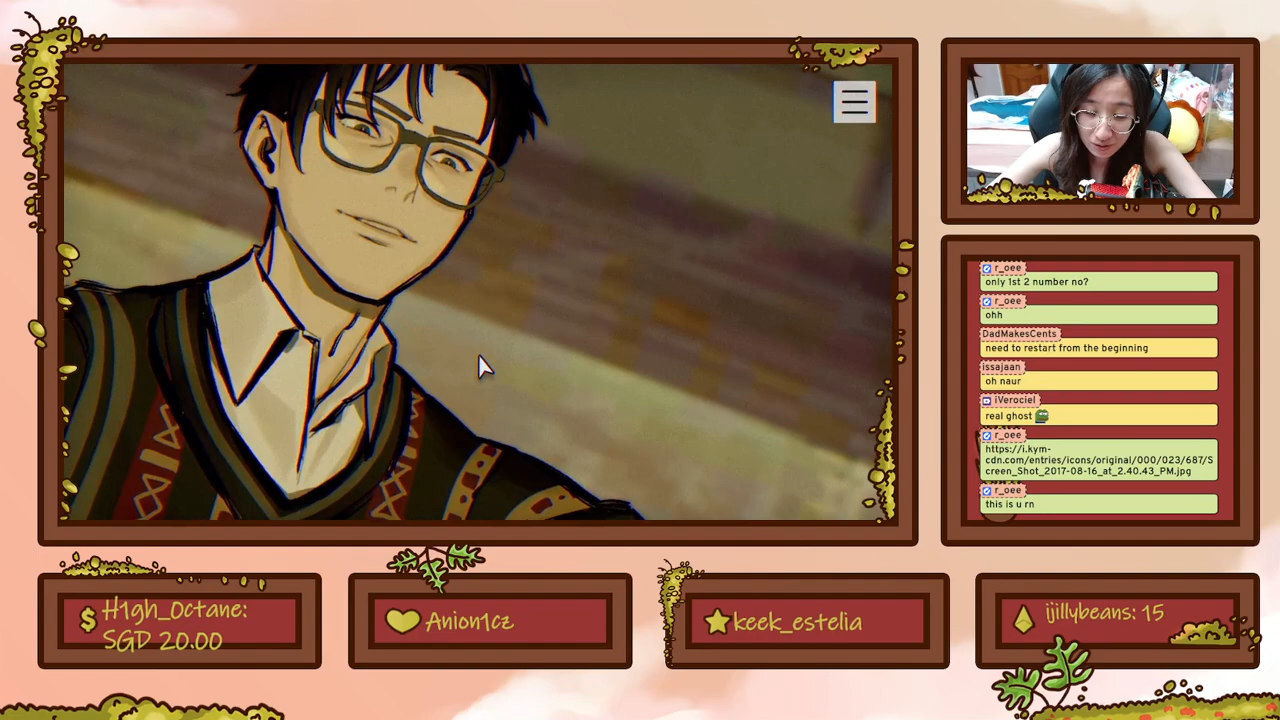 r_oee
only 1st 2 number no?
r_oee
ohh
DadMakesCents
need to restart from the beginning
issajaan
oh naur
iVerociel
real ghost
r_oee
https://i.kym-
cdn.com/entries/icons/original/000/023/687/S
creen_Shot_2017-08-16_at_2.40.43_PM.jpg
r_oee
this is u rn
H1gh_Octane:
SGD 20.00
Anion1cz
keek_estelia
ijillybeans: 15